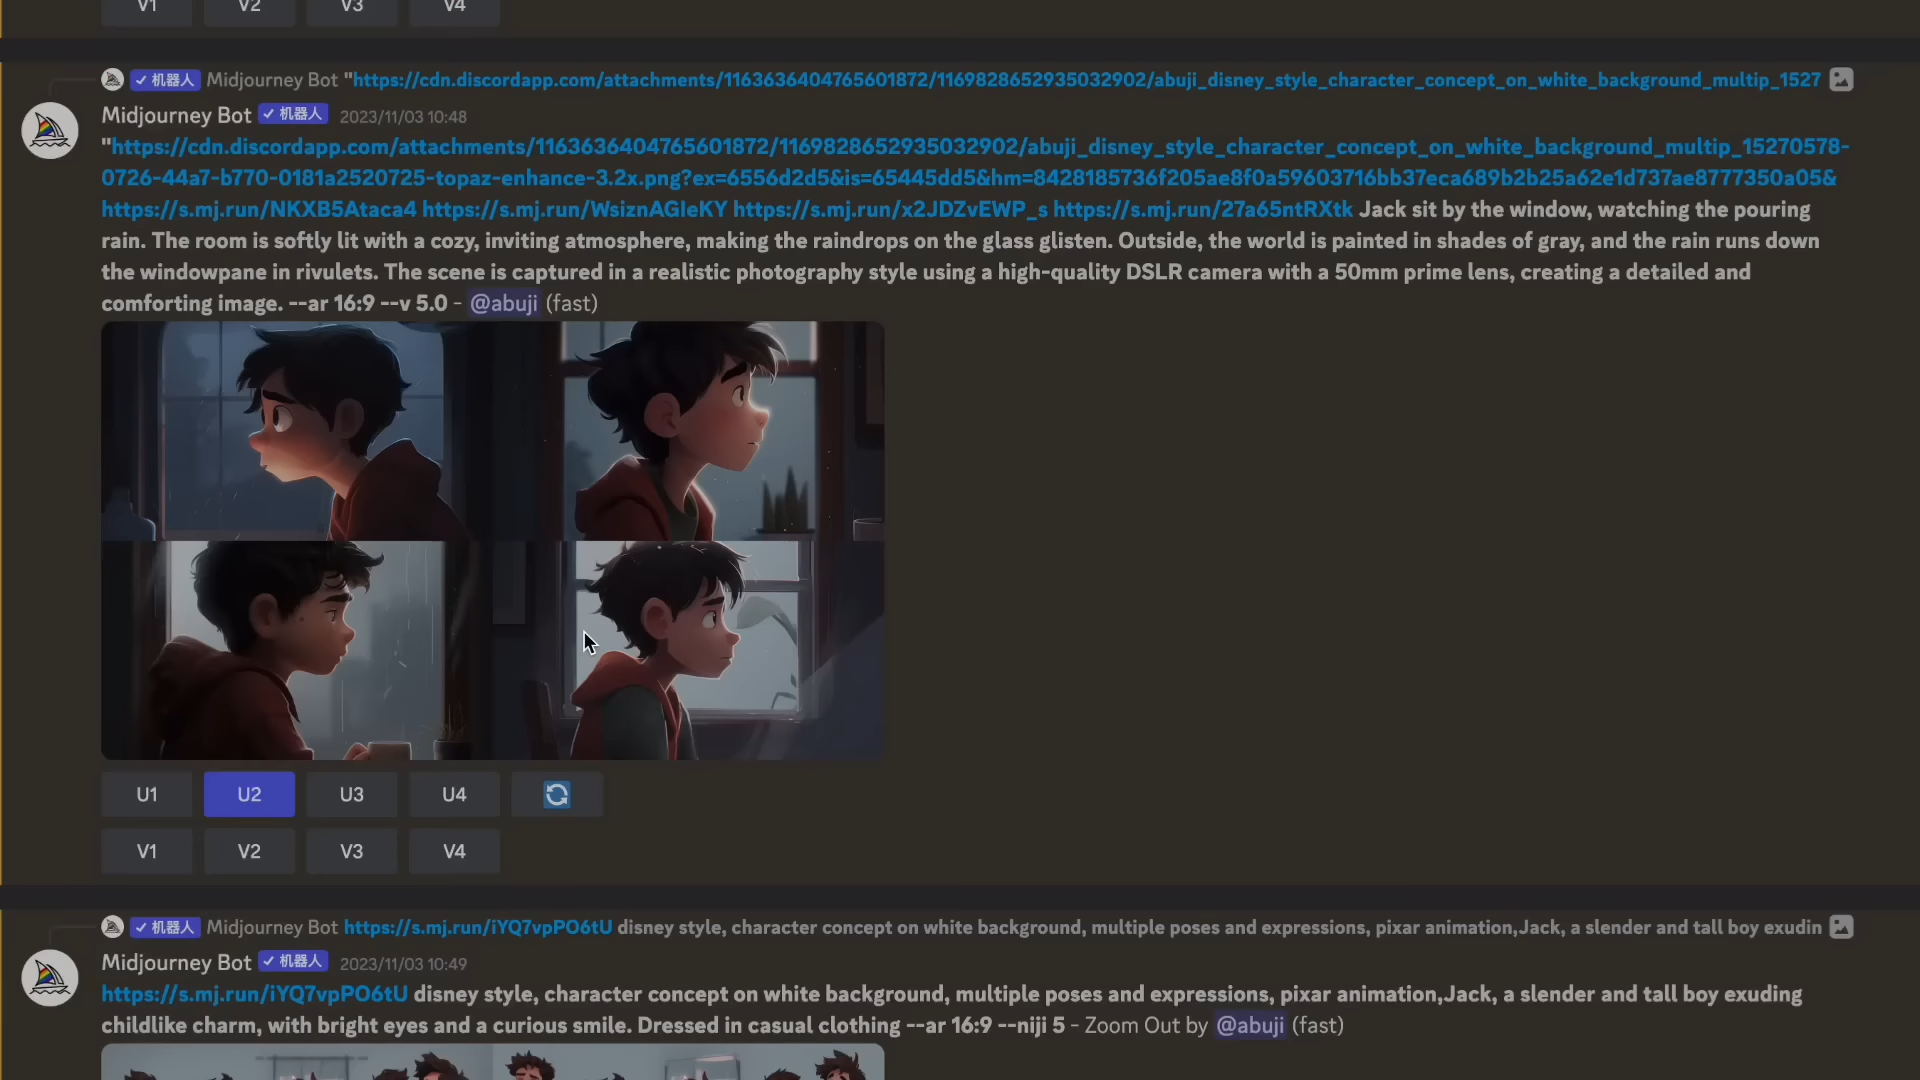 V1 V2 V3 V4
机器人 Midjourney Bot "https://cdn.discordapp.com/attachments/1163636404765601872/1169828652935032902/abuji_disney_style_character_concept_on_white_background_multip_1527
Midjourney Bot 机器人 2023/11/03 10:48
"https://cdn.discordapp.com/attachments/1163636404765601872/1169828652935032902/abuji_disney_style_character_concept_on_white_background_multip_15270578-
0726-44a7-b770-0181a2520725-topaz-enhance-3.2x.png?ex=6556d2d5&is=65445dd5&hm=8428185736f205ae8f0a59603716bb37eca689b2b25a62e1d737ae8777350a05&
https://s.mj.run/NKXB5Ataca4 https://s.mj.run/WsiznAGIeKY https://s.mj.run/x2JDZvEWP_s https://s.mj.run/27a65ntRXtk Jack sit by the window, watching the pouring
rain. The room is softly lit with a cozy, inviting atmosphere, making the raindrops on the glass glisten. Outside, the world is painted in shades of gray, and the rain runs down
the windowpane in rivulets. The scene is captured in a realistic photography style using a high-quality DSLR camera with a 50mm prime lens, creating a detailed and
comforting image. --ar 16:9 --v 5.0 - @abuji (fast)
U1 U2 U3 U4
V1 V2 V3 V4
机器人 Midjourney Bot https://s.mj.run/iYQ7vpPO6tU disney style, character concept on white background, multiple poses and expressions, pixar animation,Jack, a slender and tall boy exudin
Midjourney Bot 机器人 2023/11/03 10:49
https://s.mj.run/iYQ7vpPO6tU disney style, character concept on white background, multiple poses and expressions, pixar animation,Jack, a slender and tall boy exuding
childlike charm, with bright eyes and a curious smile. Dressed in casual clothing --ar 16:9 --niji 5 - Zoom Out by @abuji (fast)